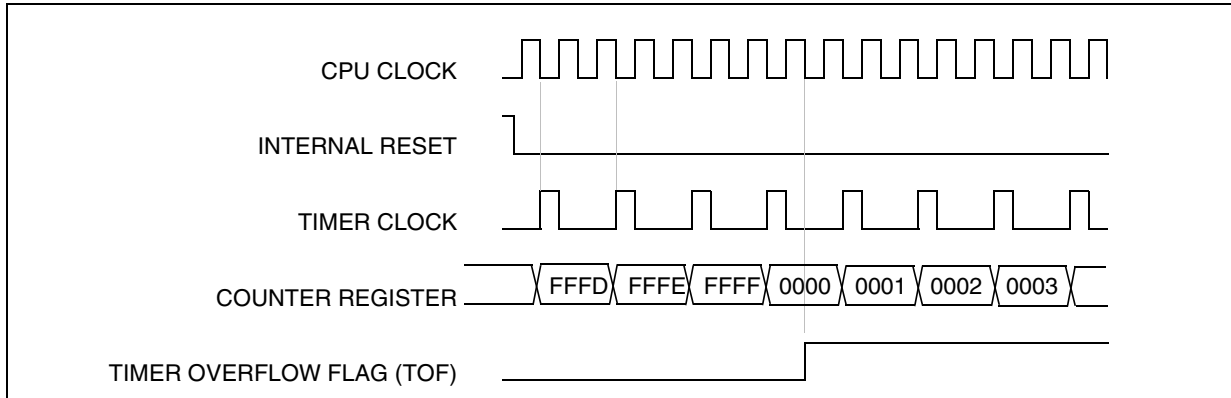 CPU CLOCK
INTERNAL RESET
TIMER CLOCK
COUNTER REGISTER FFFD FFFE FFFF 0000 0001 0002 0003
TIMER OVERFLOW FLAG (TOF)